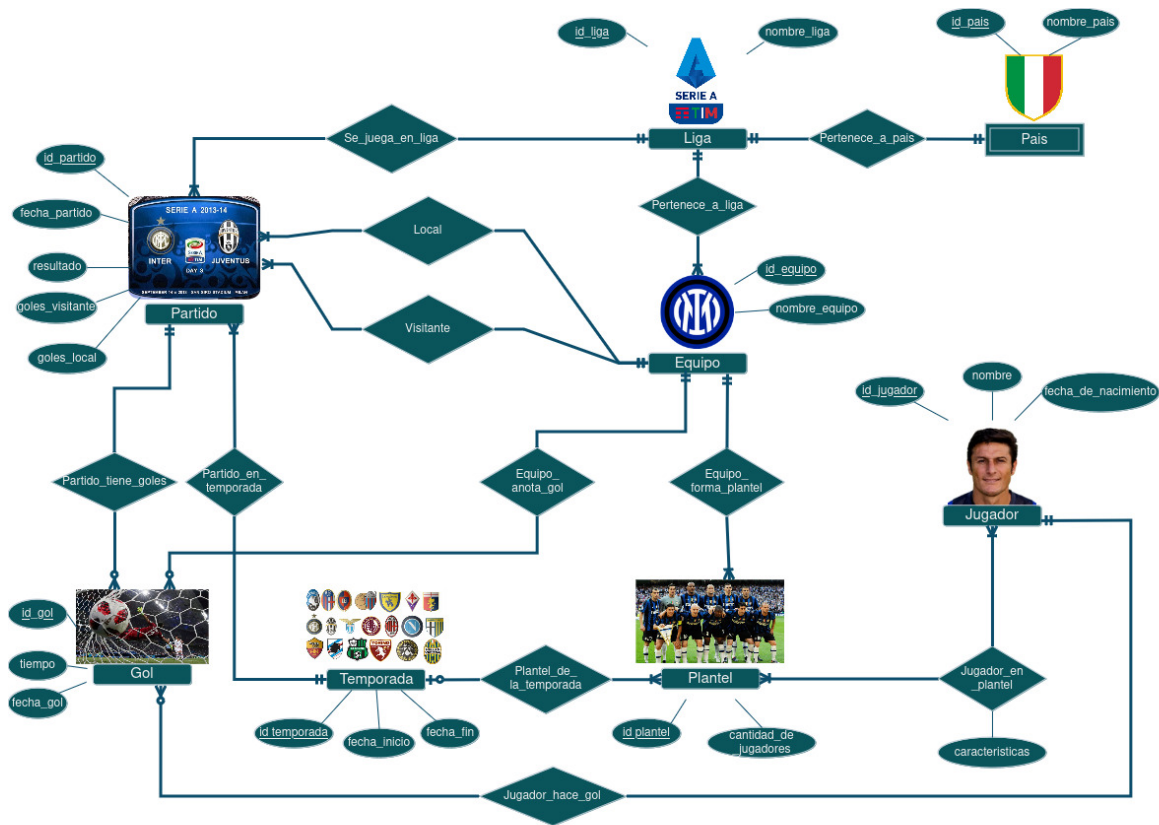 id_liga
nombre_liga
id_pais
nombre_pais
SERIE A
TIM
Se_juega_en_liga
Liga
Pertenece_a_pais
Pais
id_partido
fecha_partido
resultado
goles_visitante
goles_local
SERIE A 2013-14
INTER
JUVENTUS
DAY 3
Partido
Local
Visitante
Pertenece_a_liga
id_equipo
nombre_equipo
Equipo
id_jugador
nombre
fecha_de_nacimiento
Jugador
Partido_tiene_goles
Partido_en_
temporada
Equipo_
anota_gol
Equipo_
forma_plantel
id_gol
tiempo
fecha_gol
Gol
Temporada
id temporada
fecha_inicio
fecha_fin
Plantel_de_
la_temporada
Plantel
id plantel
cantidad_de
_jugadores
Jugador_en
_plantel
caracteristicas
Jugador_hace_gol